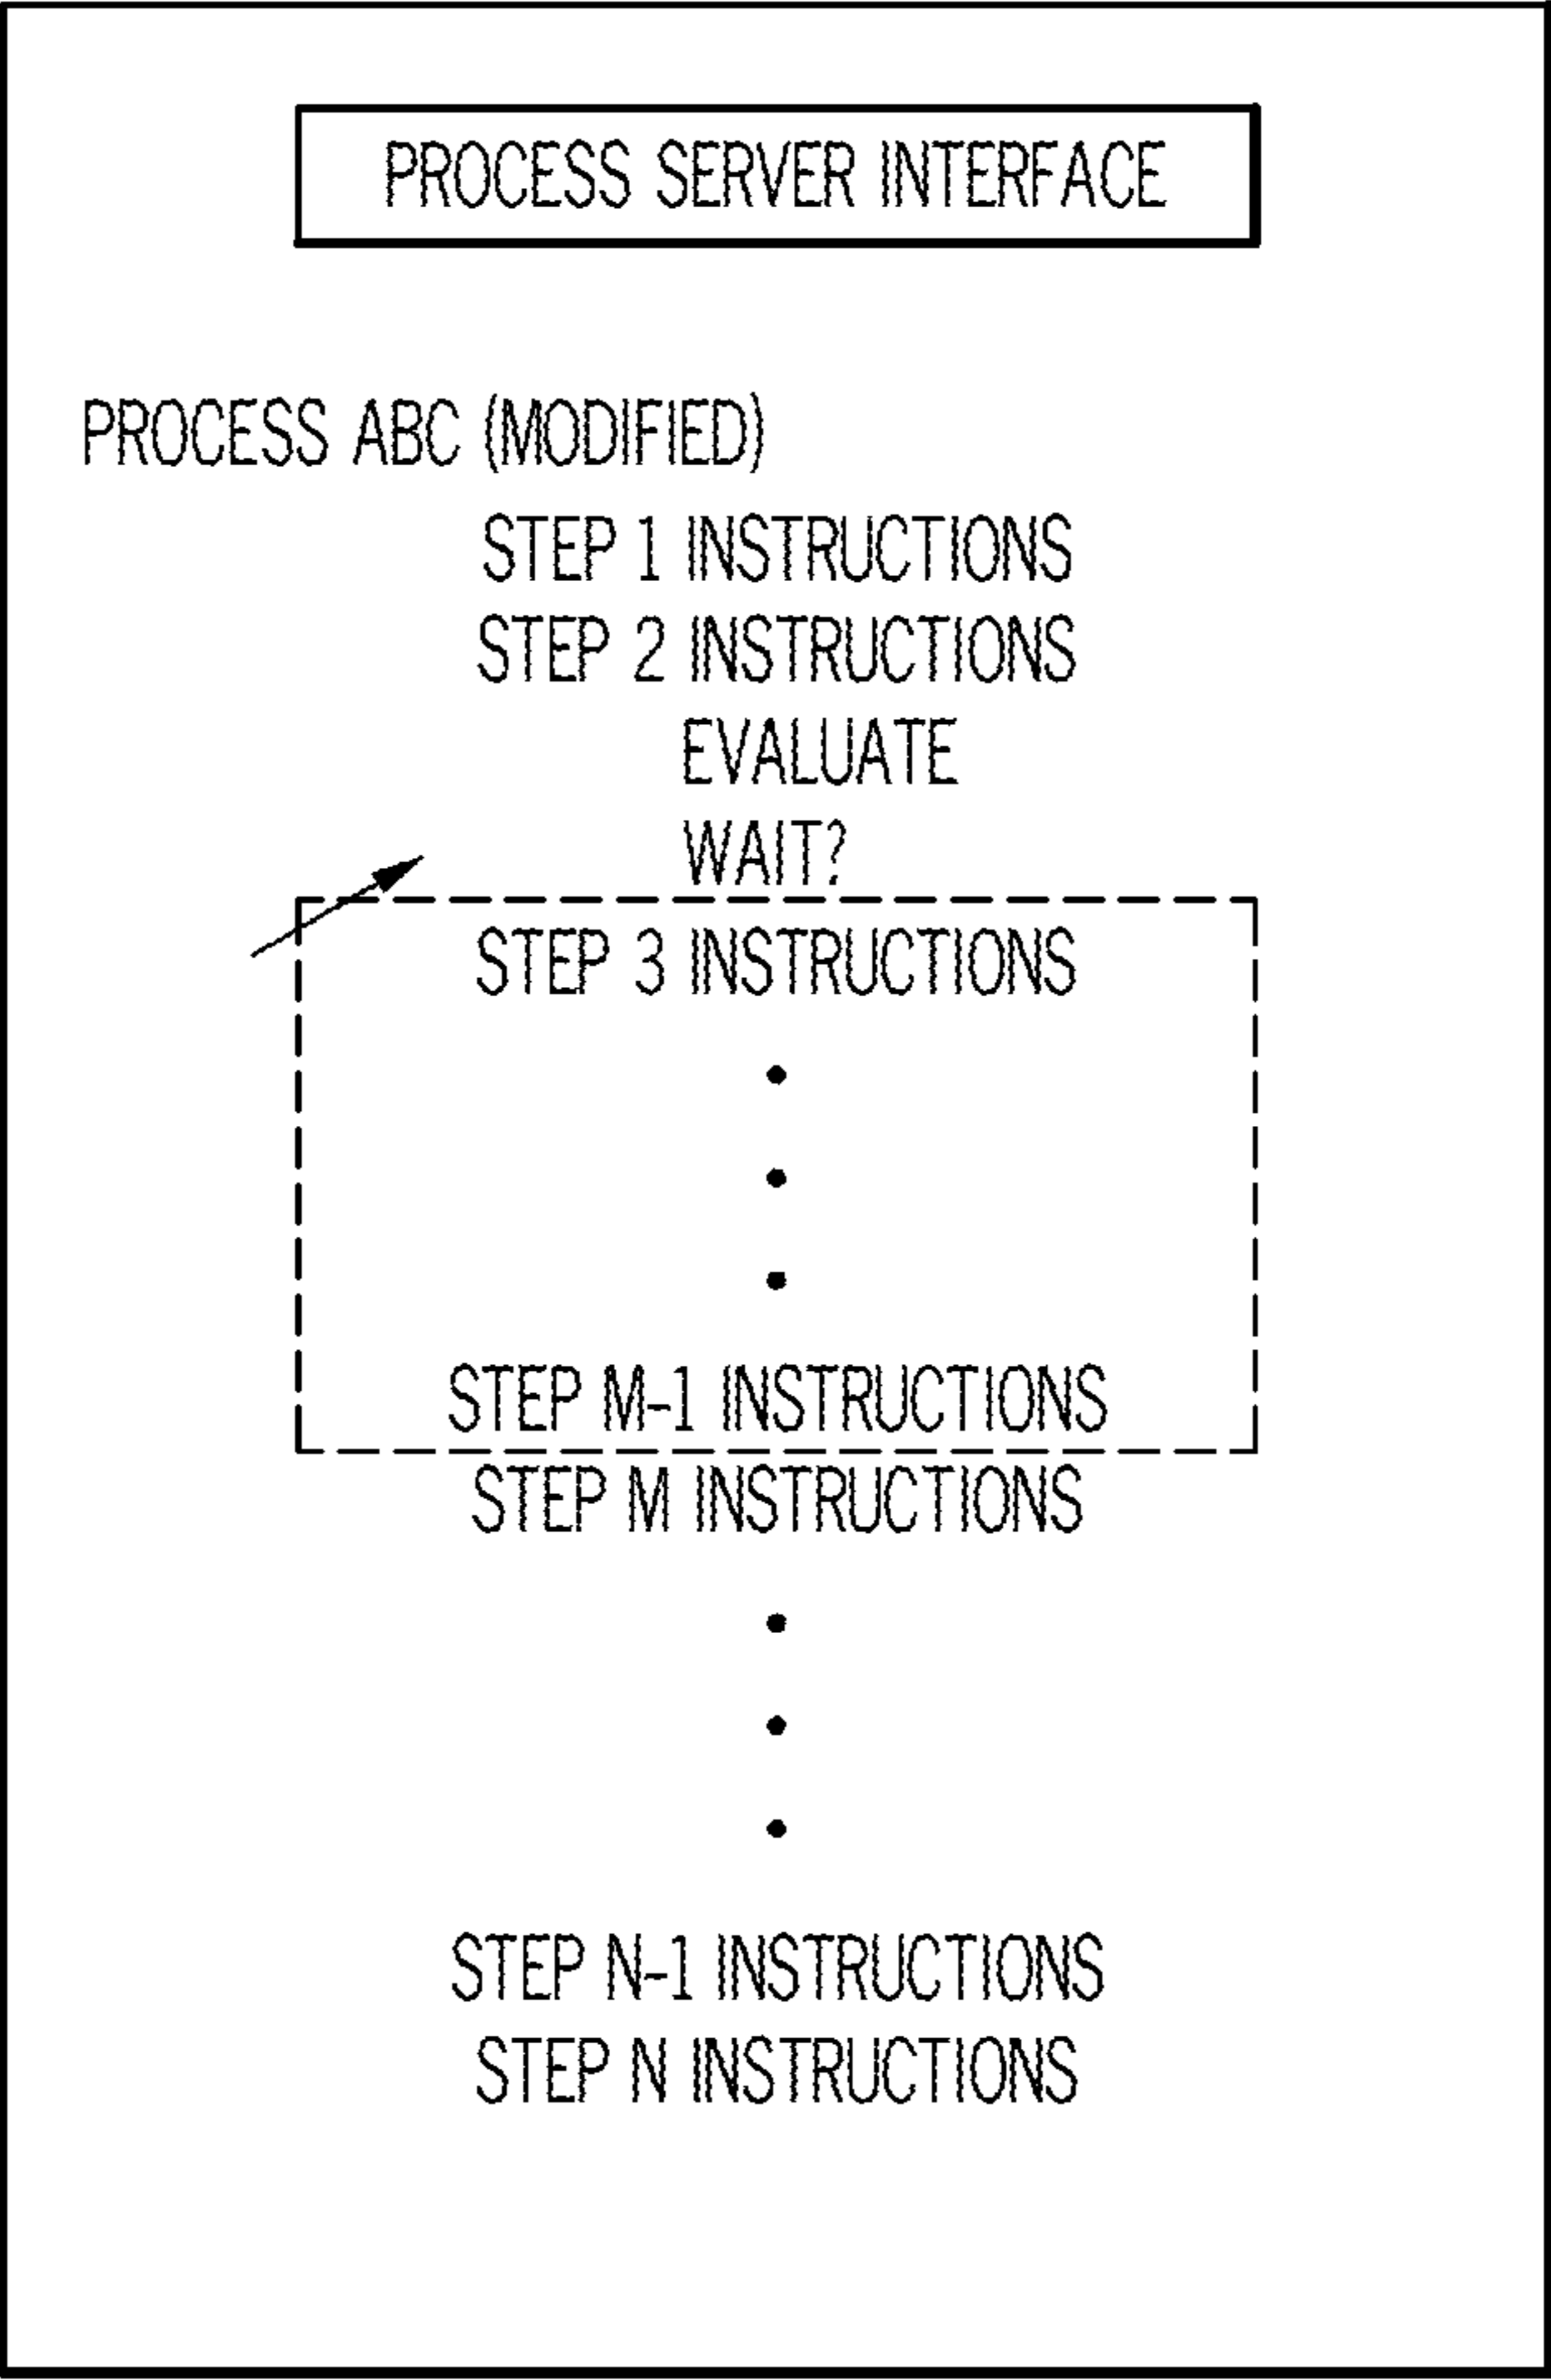 PROCESS SERVER INTERFACE
PROCESS ABC (MODIFIED)
STEP 1 INSTRUCTIONS
STEP 2 INSTRUCTIONS
EVALUATE
WAIT?
STEP 3 INSTRUCTIONS
STEP M-1 INSTRUCTIONS
STEP M INSTRUCTIONS
STEP N-1 INSTRUCTIONS
STEP N INSTRUCTIONS